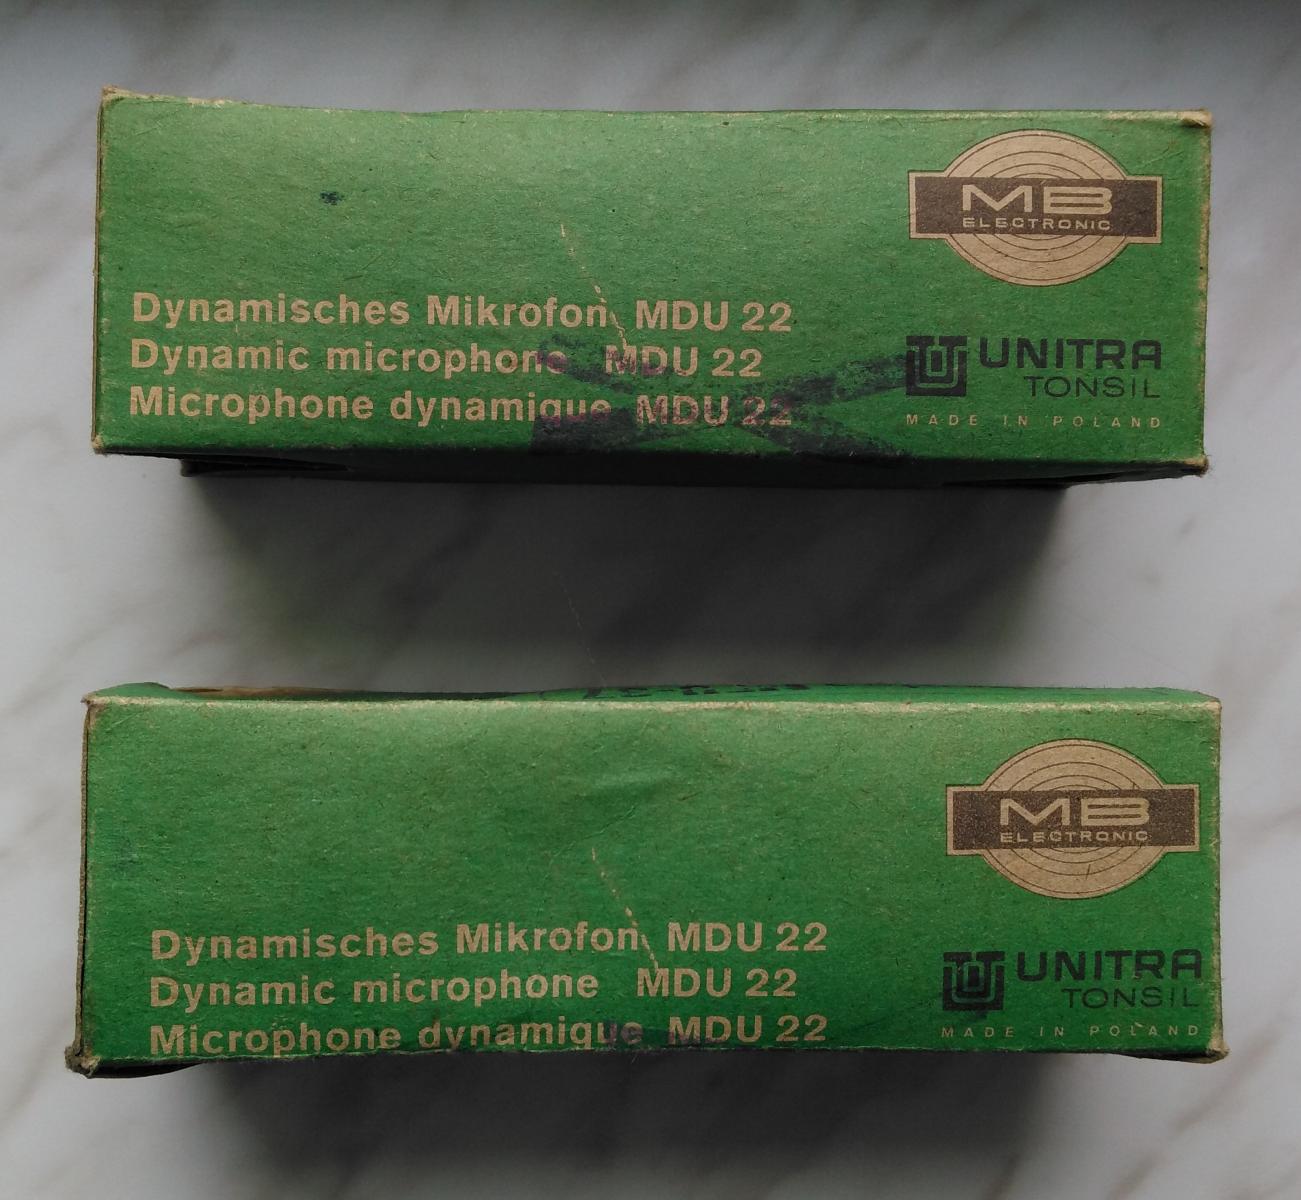 MB
ELECTRONIC
Dynamisches Mikrofon MDU 22
Dynamic microphone MDU 22
Microphone dynamique MDU 22
UNITRA
TONSIL
MADE IN POLAND
MB
ELECTRONIC
Dynamisches Mikrofon MDU 22
Dynamic microphone MDU 22
Microphone dynamique MDU 22
UNITRA
TONSIL
MADE IN POLAND